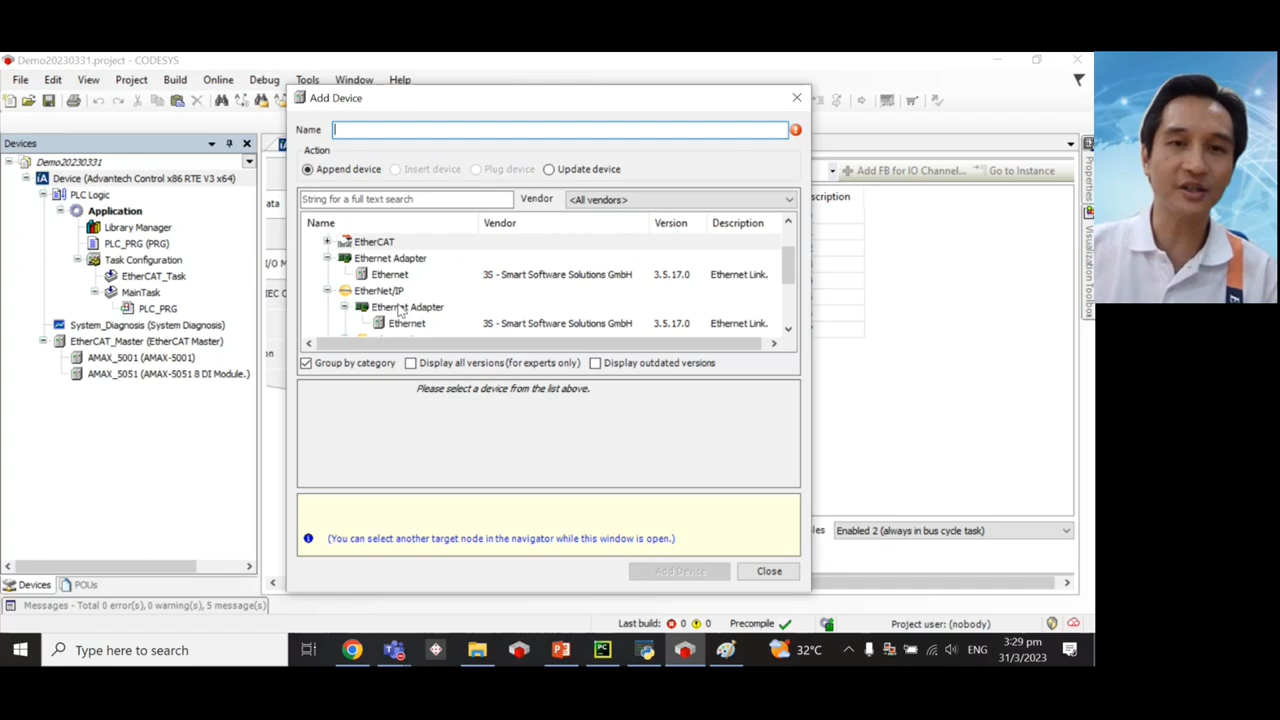 Demo20230331.project - CODESYS
File Edit View Project Build Online Debug Tools Window Help
Devices
Demo20230331
Device (Advantech Control x86 RTE V3 x64)
PLC Logic
Application
Library Manager
PLC_PRG (PRG)
Task Configuration
EtherCAT_Task
MainTask
PLC_PRG
System_Diagnosis (System Diagnosis)
EtherCAT_Master (EtherCAT Master)
AMAX_5001 (AMAX-5001)
AMAX_5051 (AMAX-5051 8 DI Module.)
Devices POUs
Add Device
Name
Action
Append device Insert device Plug device Update device
String for a full text search Vendor <All vendors>
Name Vendor Version Description
EtherCAT
Ethernet Adapter
Ethernet 3S - Smart Software Solutions GmbH 3.5.17.0 Ethernet Link.
EtherNet/IP
Ethernet Adapter
Ethernet 3S - Smart Software Solutions GmbH 3.5.17.0 Ethernet Link.
Group by category Display all versions(for experts only) Display outdated versions
Please select a device from the list above.
(You can select another target node in the navigator while this window is open.)
Add Device Close
ata
I/O M
IEC O
on
Add FB for IO Channel... Go to Instance
scription
les Enabled 2 (always in bus cycle task)
Properties
Visualization Toolbox
Messages - Total 0 error(s), 0 warning(s), 5 message(s)
Last build: 0 0 Precompile Project user: (nobody)
Type here to search
32°C ENG
3:29 pm
31/3/2023